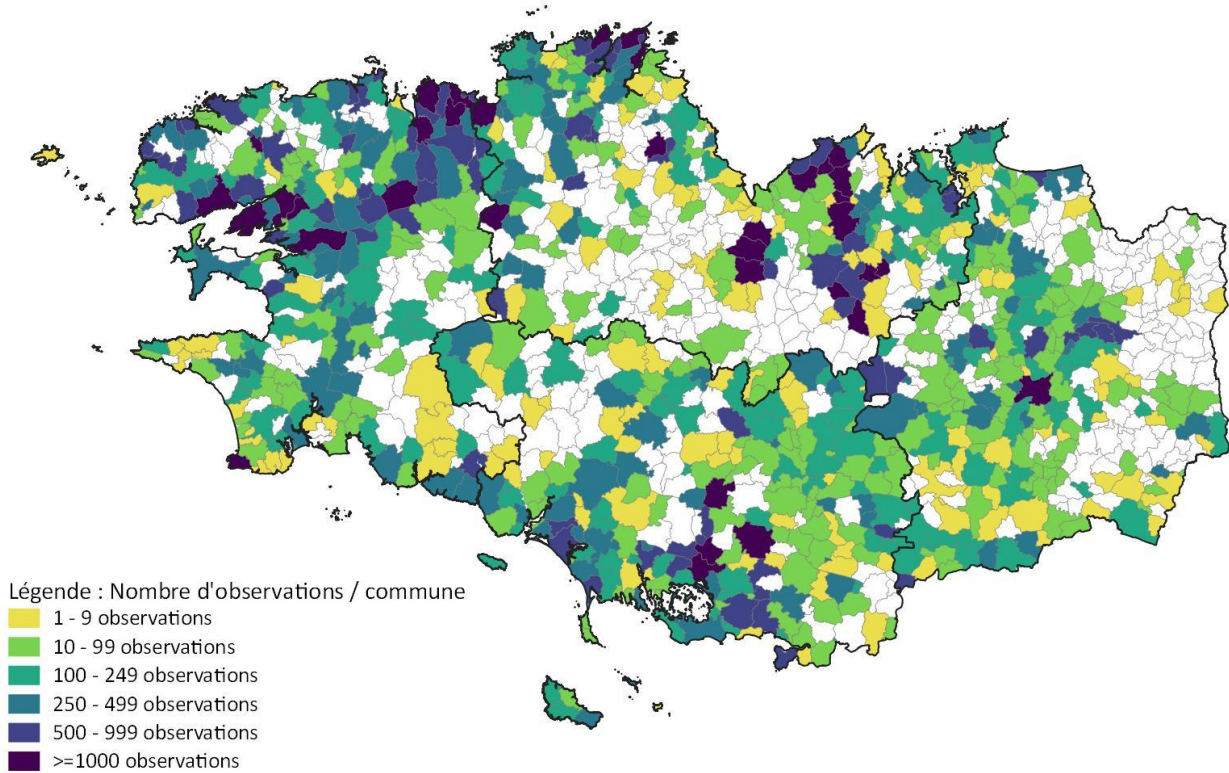 Légende : Nombre d'observations / commune
1 - 9 observations
10 - 99 observations
100 - 249 observations
250 - 499 observations
500 - 999 observations
>=1000 observations